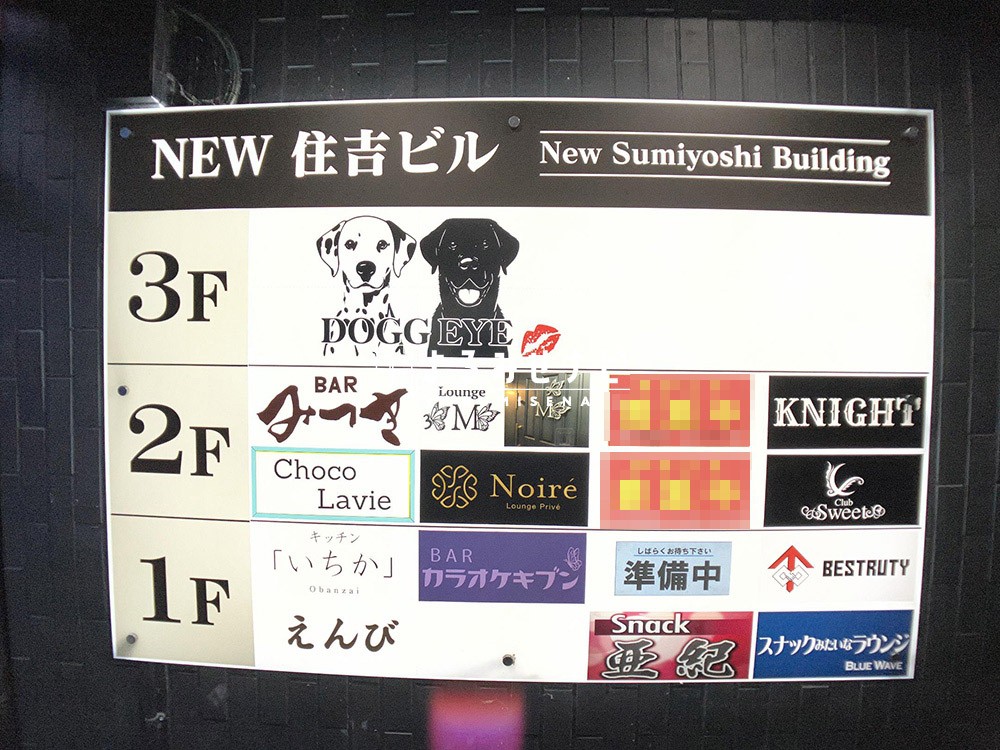 NEW 住吉ビル
New Sumiyoshi Building
3F
DOGG EYE
2F
BAR
みつき
Lounge
M
M
KNIGHT
Choco
Lavie
Noiré
Lounge Privé
Club
Sweet
1F
キッチン
「いちか」
Obanzai
BAR
カラオケキブン
しばらくお待ち下さい
準備中
BESTRUTY
えんび
Snack
亜紀
スナックみたいなラウンジ
BLUE WAVE